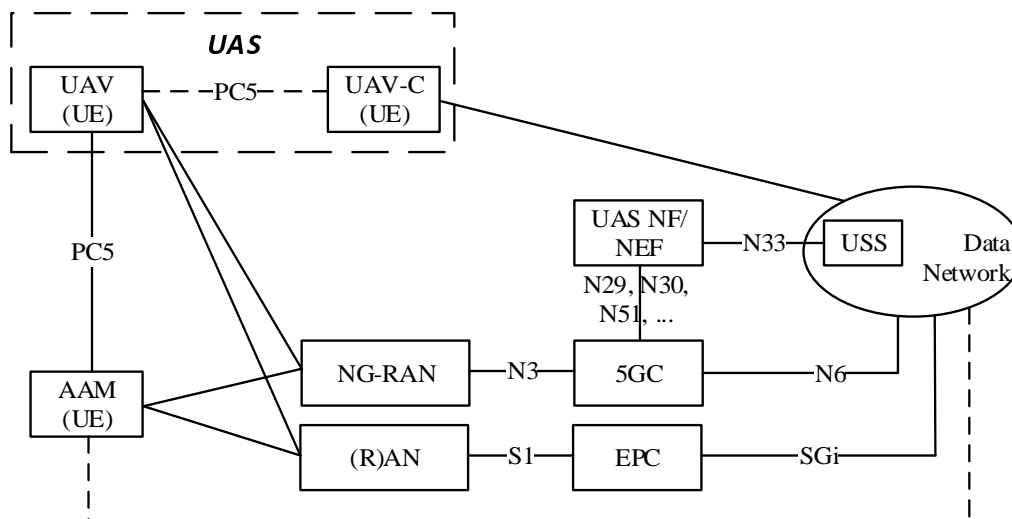 UAS
UAV
(UE)
PC5
UAV-C
(UE)
PC5
UAS NF/
NEF
N33
USS
Data
Network
N29, N30,
N51, ...
NG-RAN
N3
5GC
N6
AAM
(UE)
(R)AN
S1
EPC
SGi